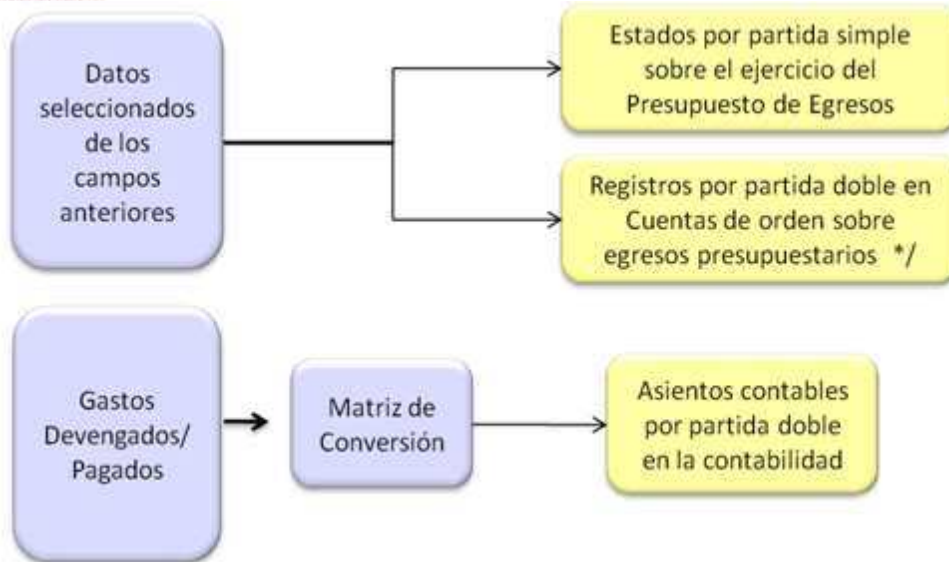 Datos
seleccionados
de los
campos
anteriores
Estados por partida simple
sobre el ejercicio del
Presupuesto de Egresos
Registros por partida doble en
Cuentas de orden sobre
egresos presupuestarios */
Gastos
Devengados/
Pagados
Matriz de
Conversión
Asientos contables
por partida doble
en la contabilidad